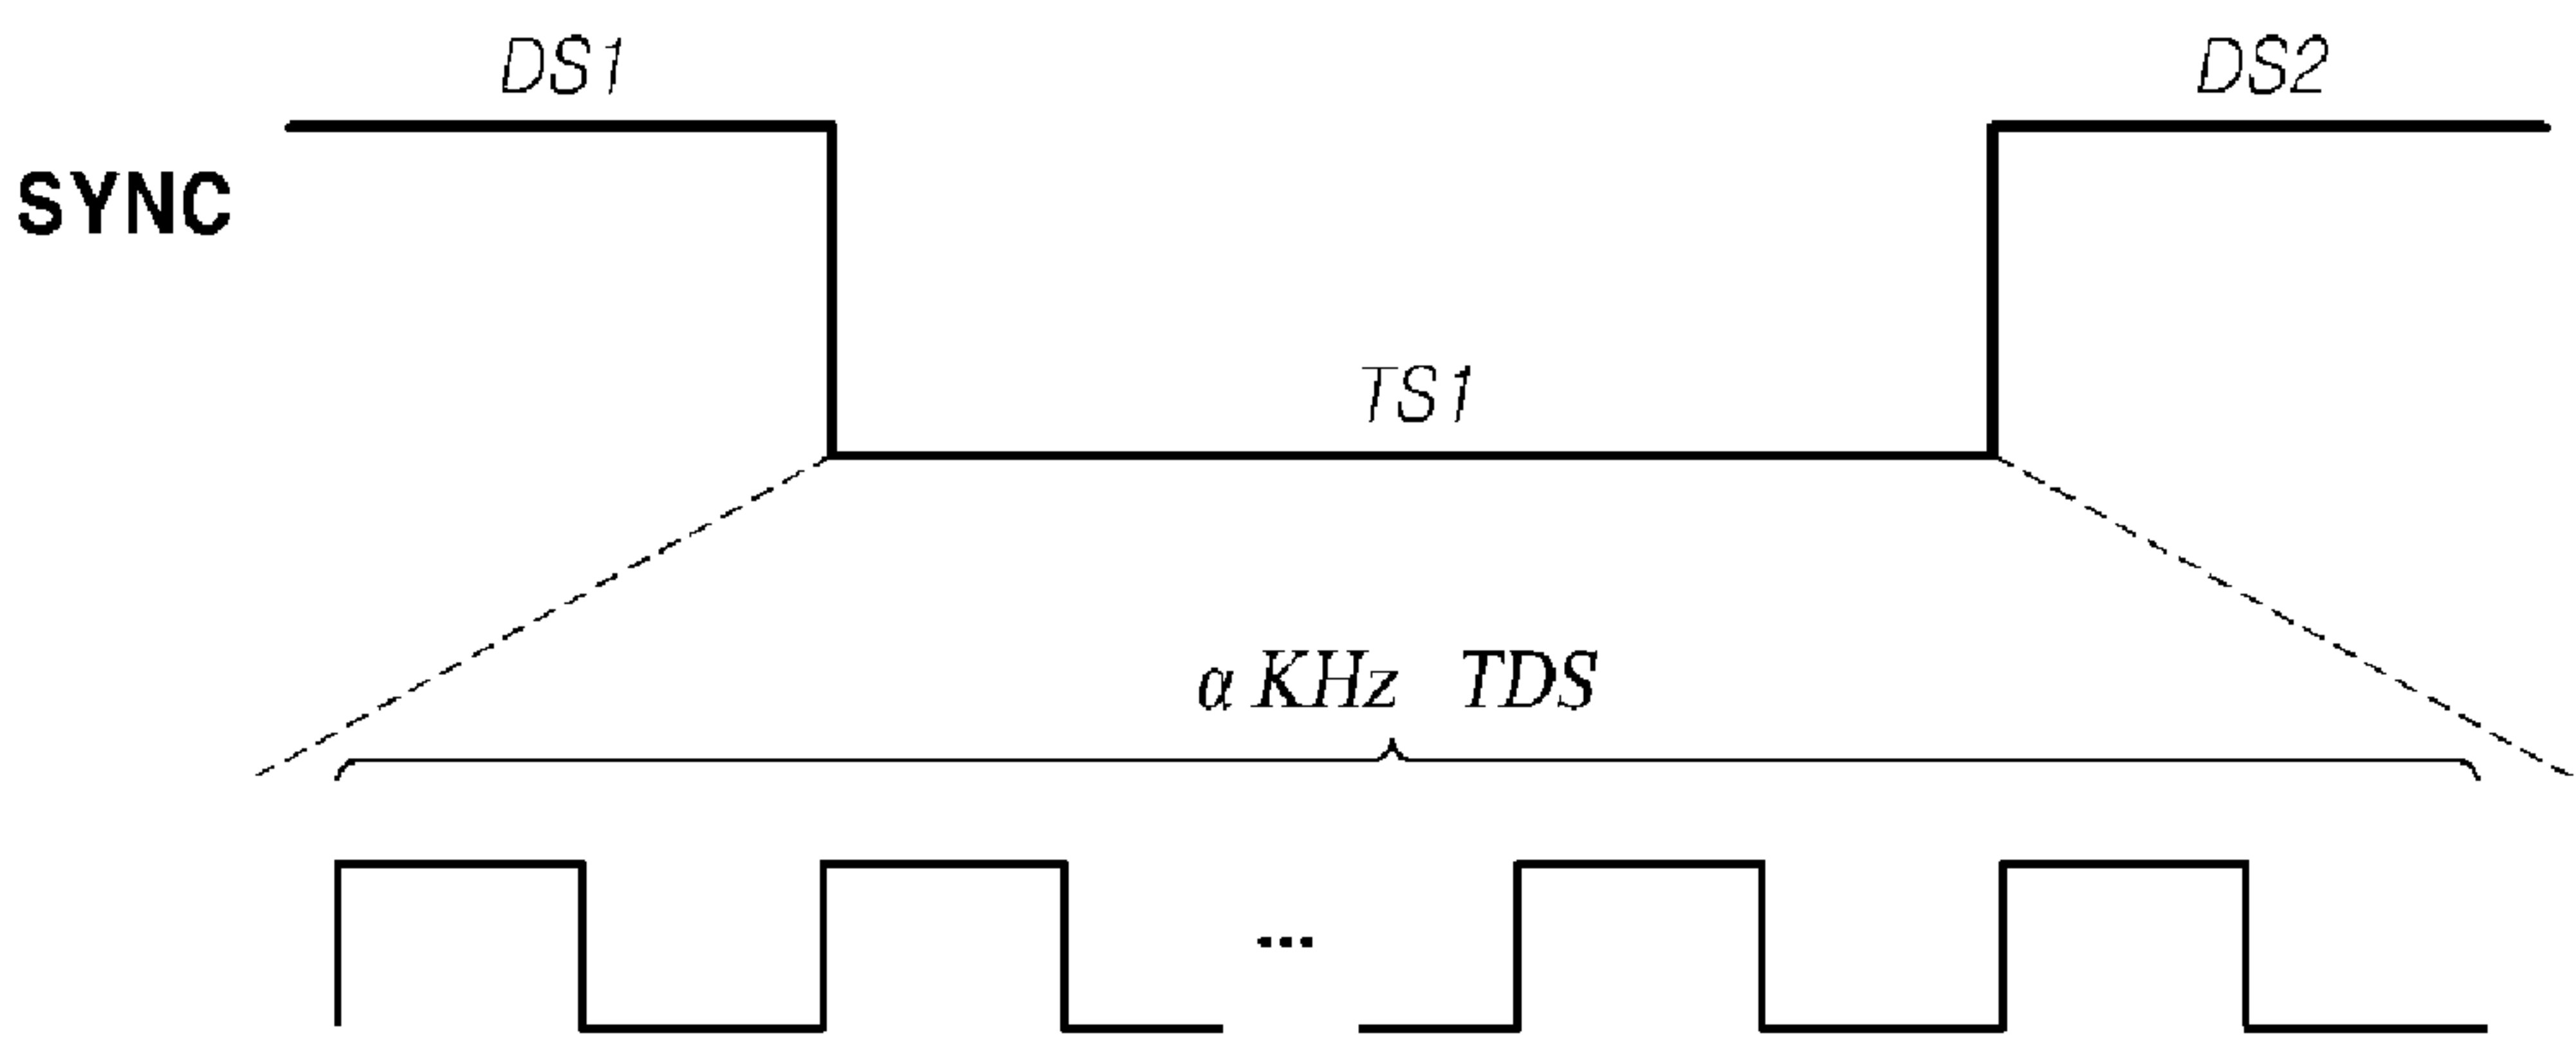 DS1
DS2
SYNC
TS1
α KHz TDS
...